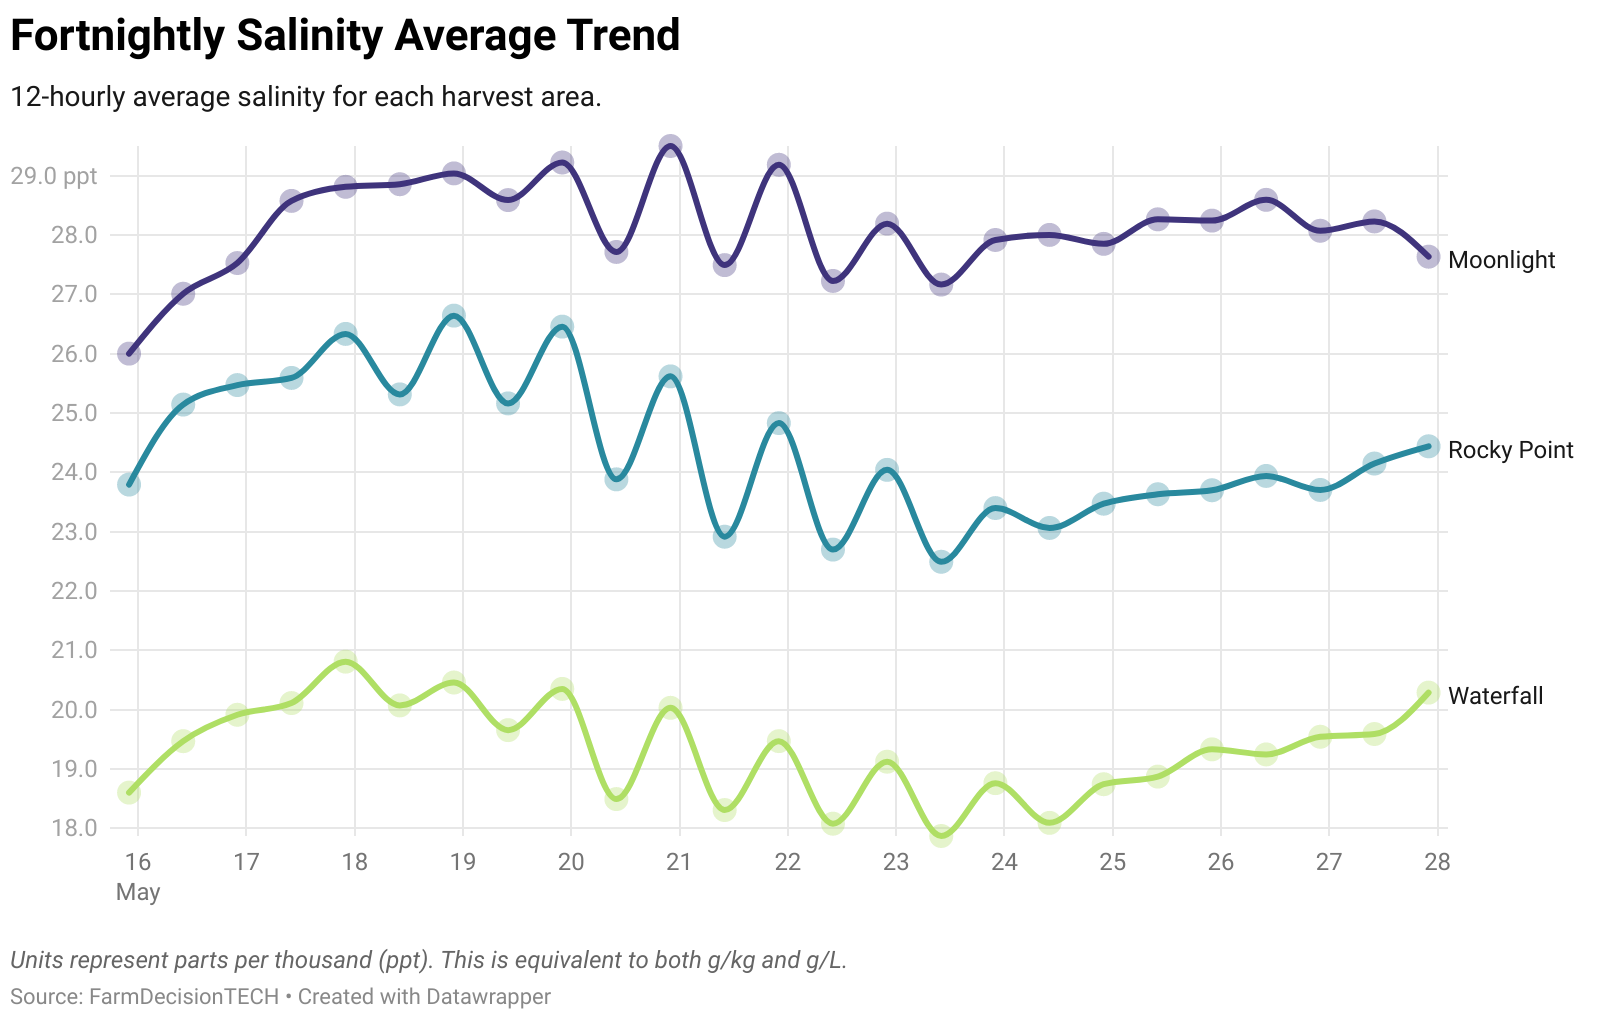 Fortnightly Salinity Average Trend
12-hourly average salinity for each harvest area.
29.0 ppt
28.0
Moonlight
27.0
26.0
25.0
24.0
Rocky Point
23.0
22.0
21.0
Waterfall
20.0
19.0
18.0
16 17 18 19 20 21 22 23 24 25 26 27 28
May
Units represent parts per thousand (ppt). This is equivalent to both g/kg and g/L.
Source: FarmDecisionTECH • Created with Datawrapper